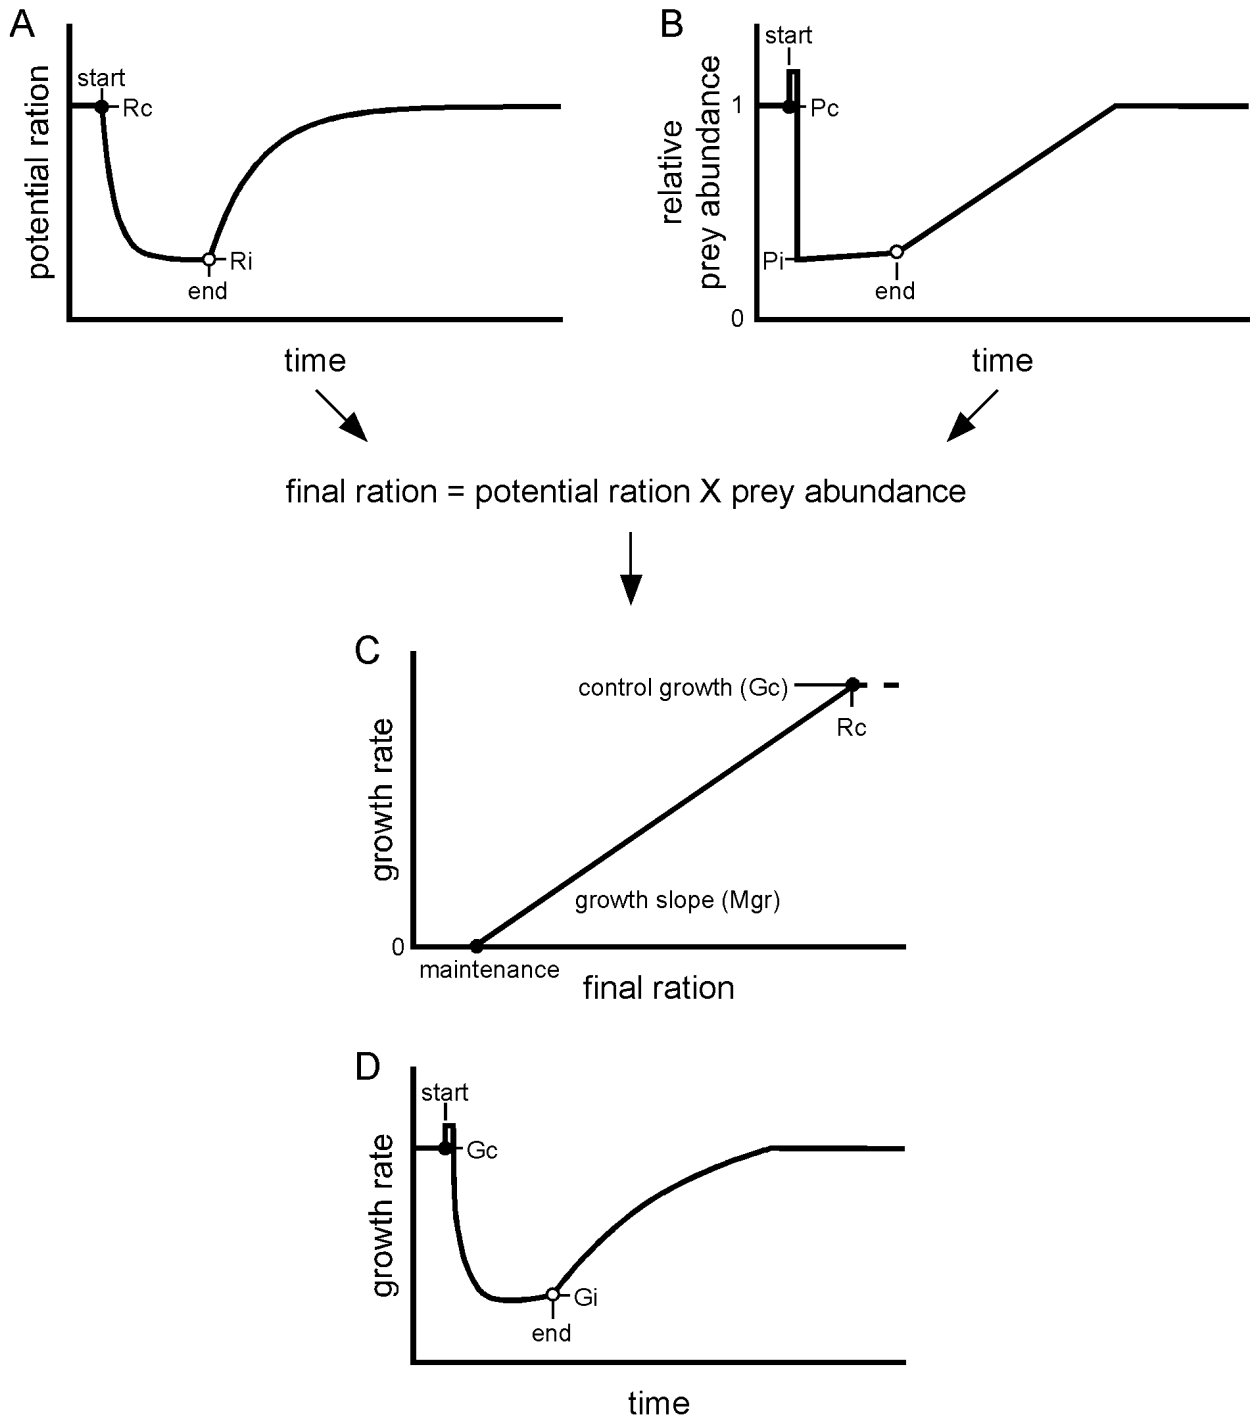 A
potential ration
start
Rc
Ri
end
time
B
relative
prey abundance
start
1
Pc
Pi
end
0
time
final ration = potential ration X prey abundance
C
growth rate
control growth (Gc)
Rc
growth slope (Mgr)
0
maintenance
final ration
D
growth rate
start
Gc
Gi
end
time